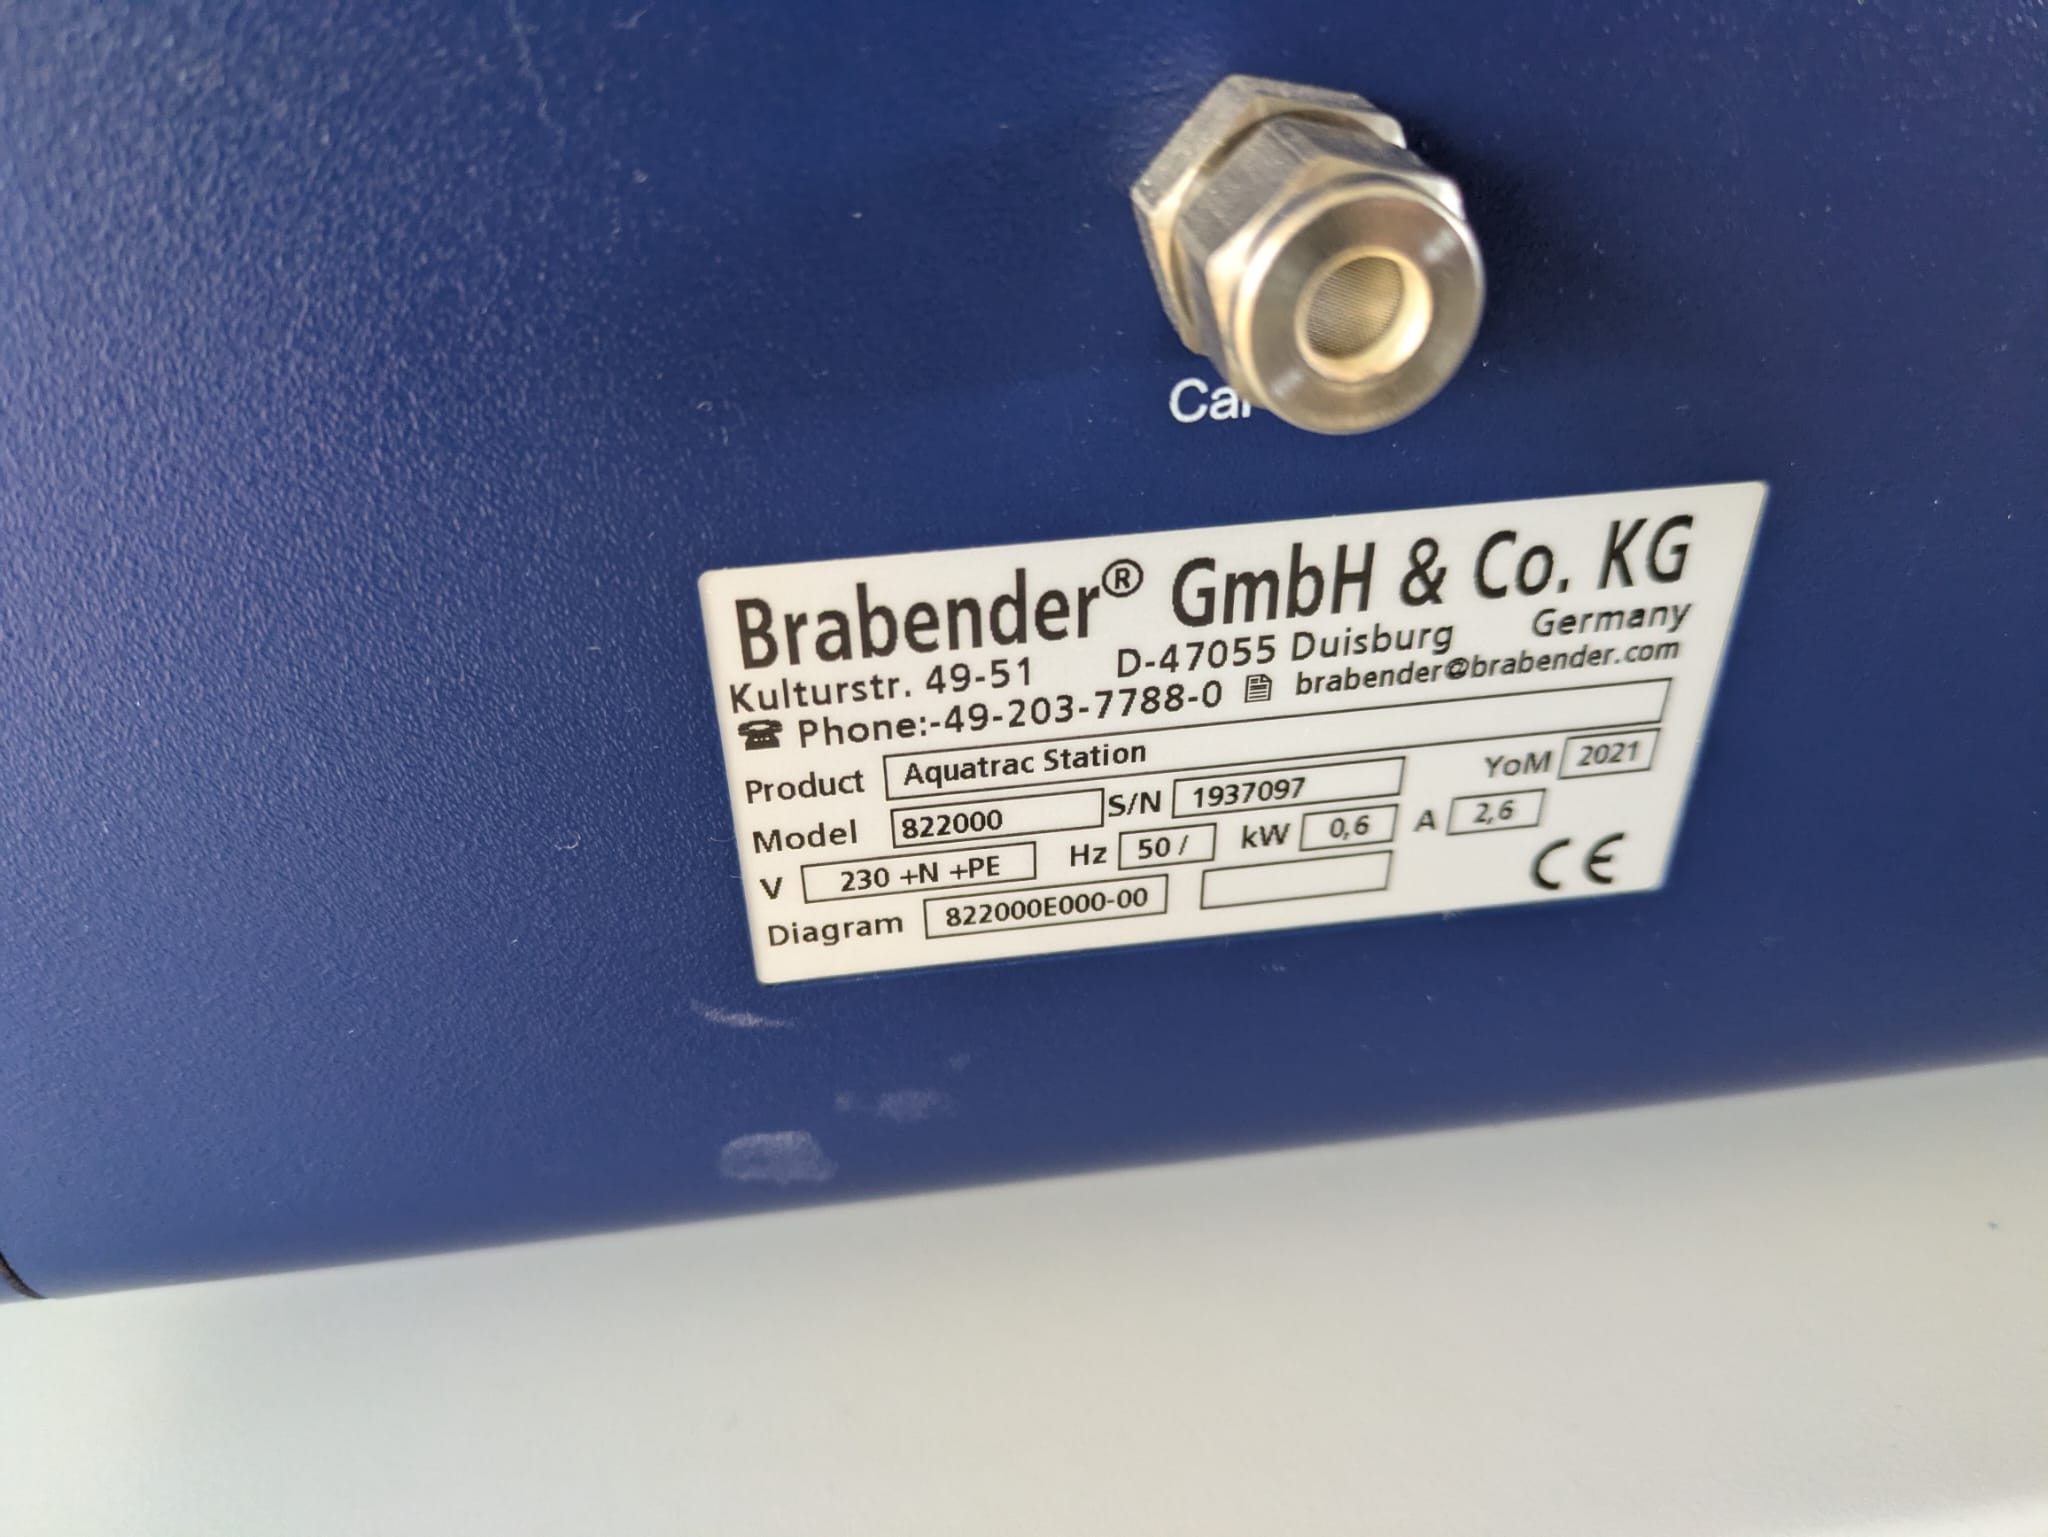 Ca
Brabender® GmbH & Co. KG
Kulturstr. 49-51 D-47055 Duisburg Germany
☎ Phone:-49-203-7788-0 brabender@brabender.com
Product Aquatrac Station
Model 822000 S/N 1937097 YoM 2021
V 230 +N +PE Hz 50 / kW 0,6 A 2,6
Diagram 822000E000-00 CE